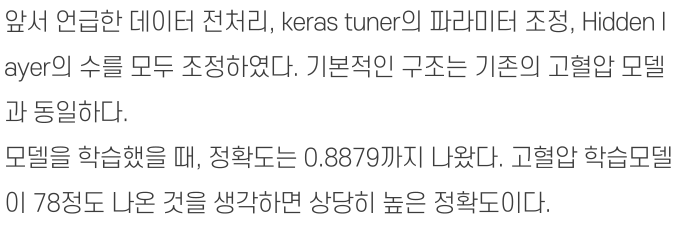 앞서 언급한 데이터 전처리, keras tuner의 파라미터 조정, Hidden l
ayer의 수를 모두 조정하였다. 기본적인 구조는 기존의 고혈압 모델
과 동일하다.
모델을 학습했을 때, 정확도는 0.8879까지 나왔다. 고혈압 학습모델
이 78정도 나온 것을 생각하면 상당히 높은 정확도이다.